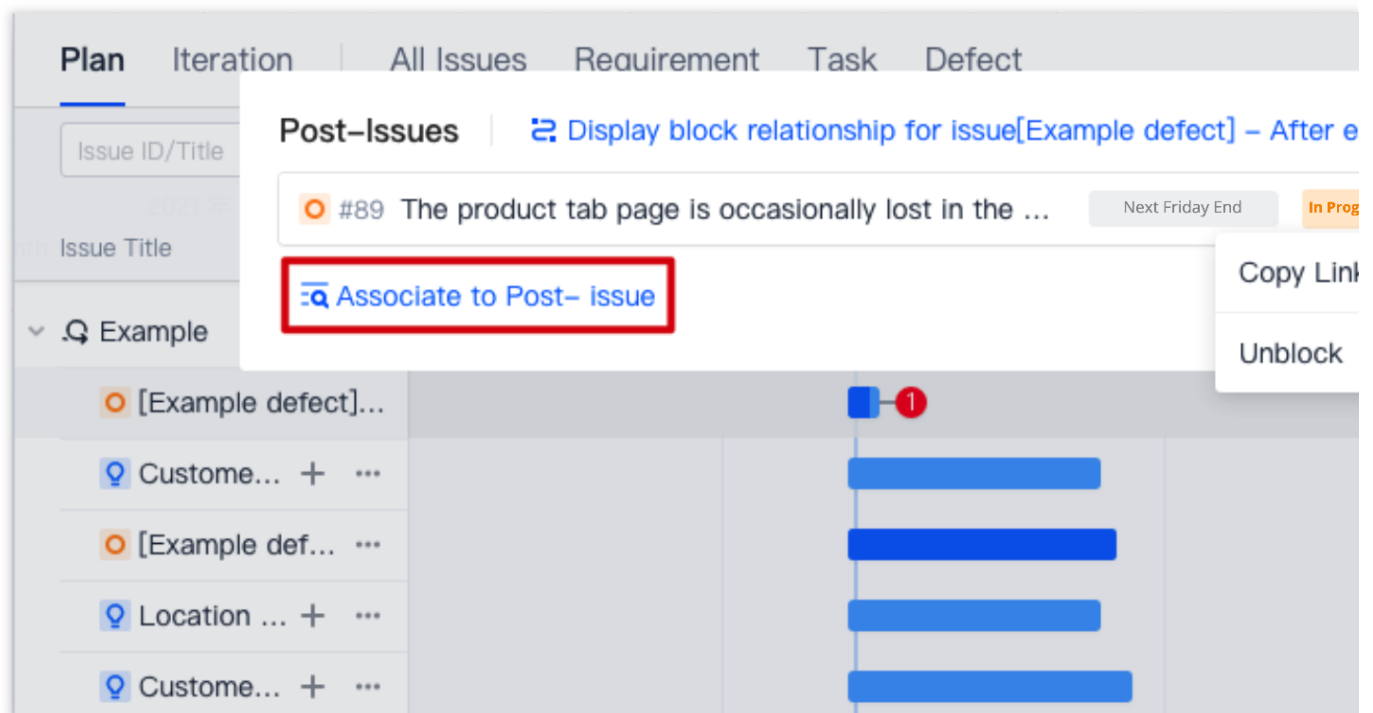 Plan Iteration All Issues Requirement Task Defect
Post-Issues Display block relationship for issue[Example defect] – After e
Issue ID/Title
#89 The product tab page is occasionally lost in the ... Next Friday End In Prog
Issue Title
Copy Link
Associate to Post- issue
Example
Unblock
[Example defect]...
1
Custome...
[Example def...
Location ...
Custome...